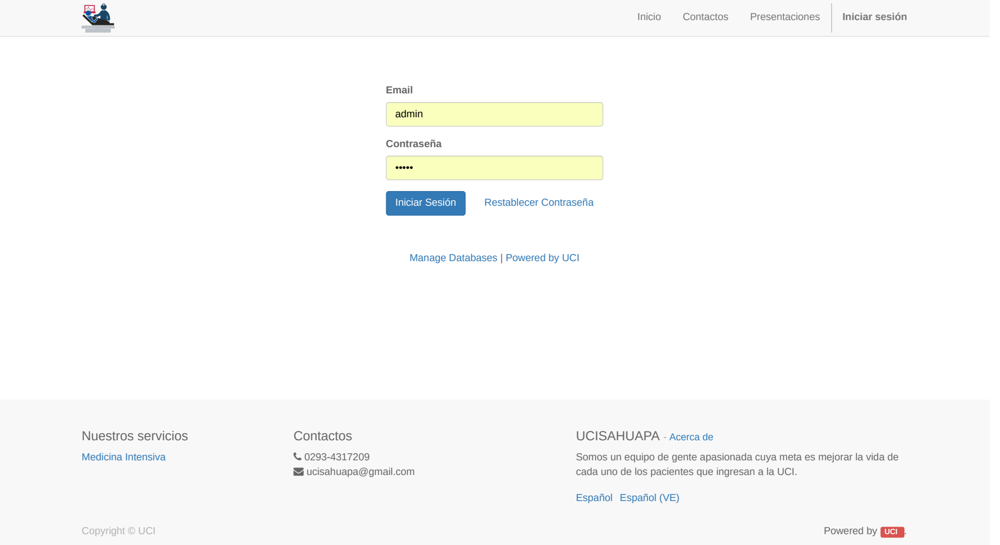 Inicio Contactos Presentaciones Iniciar sesión
Email
admin
Contraseña
•••••
Iniciar Sesión Restablecer Contraseña
Manage Databases | Powered by UCI
Nuestros servicios
Medicina Intensiva
Contactos
0293-4317209
ucisahuapa@gmail.com
UCISAHUAPA - Acerca de
Somos un equipo de gente apasionada cuya meta es mejorar la vida de
cada uno de los pacientes que ingresan a la UCI.
Español Español (VE)
Copyright © UCI
Powered by UCI.